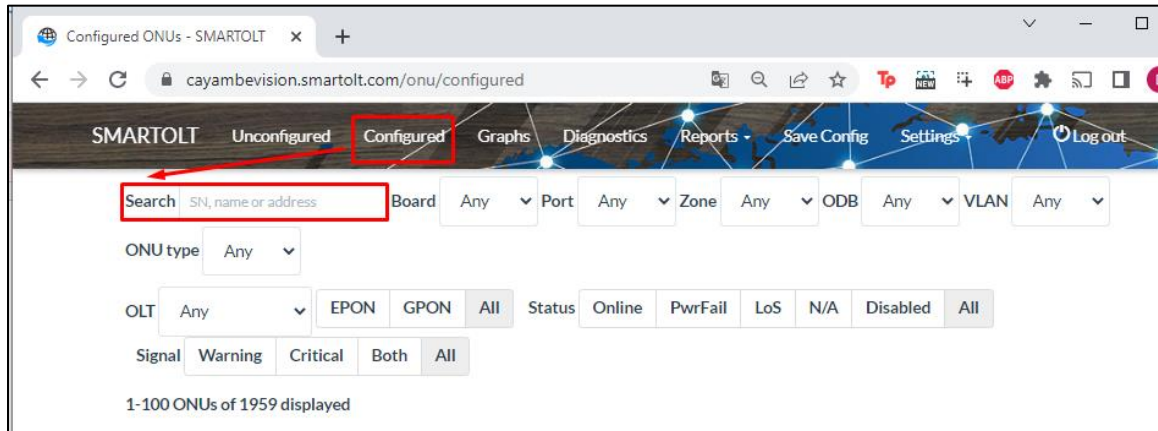 Configured ONUs - SMARTOLT
cayambevision.smartolt.com/onu/configured
Tp NEW ABP
SMARTOLT Unconfigured Configured Graphs Diagnostics Reports Save Config Settings Log out
Search SN, name or address Board Any Port Any Zone Any ODB Any VLAN Any
ONU type Any
OLT Any EPON GPON All Status Online PwrFail LoS N/A Disabled All
Signal Warning Critical Both All
1-100 ONUs of 1959 displayed